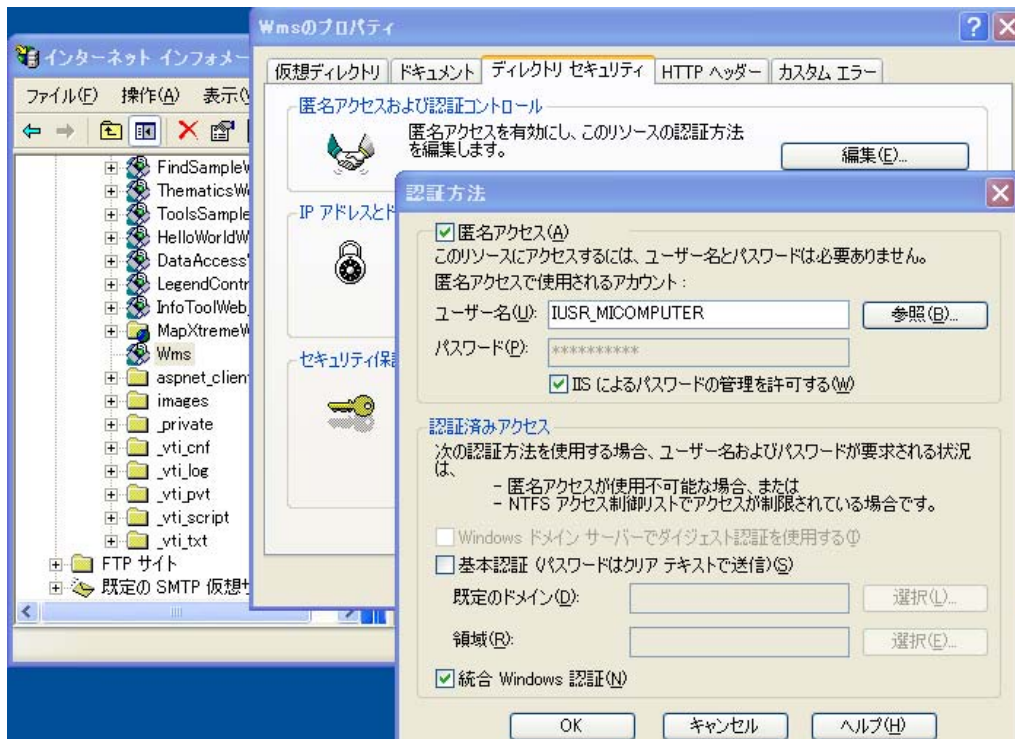 Wmsのプロパティ
インターネット インフォメー
ファイル(F) 操作(A) 表示(V
仮想ディレクトリ ドキュメント ディレクトリ セキュリティ HTTP ヘッダー カスタム エラー
匿名アクセスおよび認証コントロール
匿名アクセスを有効にし、このリソースの認証方法
を編集します。
編集(E)...
IP アドレスとド
セキュリティ保
FindSampleW
ThematicsWe
ToolsSample
HelloWorldW
DataAccess
LegendContr
InfoToolWeb_
MapXtremeW
Wms
aspnet_clien
images
_private
_vti_cnf
_vti_log
_vti_pvt
_vti_script
_vti_txt
FTP サイト
既定の SMTP 仮想サ
認証方法
匿名アクセス(A)
このリソースにアクセスするには、ユーザー名とパスワードは必要ありません。
匿名アクセスで使用されるアカウント:
ユーザー名(U): IUSR_MICOMPUTER 参照(B)...
パスワード(P): **********
IIS によるパスワードの管理を許可する(W)
認証済みアクセス
次の認証方法を使用する場合、ユーザー名およびパスワードが要求される状況
は、
- 匿名アクセスが使用不可能な場合、または
- NTFS アクセス制御リストでアクセスが制限されている場合です。
Windows ドメイン サーバーでダイジェスト認証を使用する(I)
基本認証 (パスワードはクリア テキストで送信)(S)
既定のドメイン(D): 選択(L)...
領域(R): 選択(E)...
統合 Windows 認証(N)
OK キャンセル ヘルプ(H)